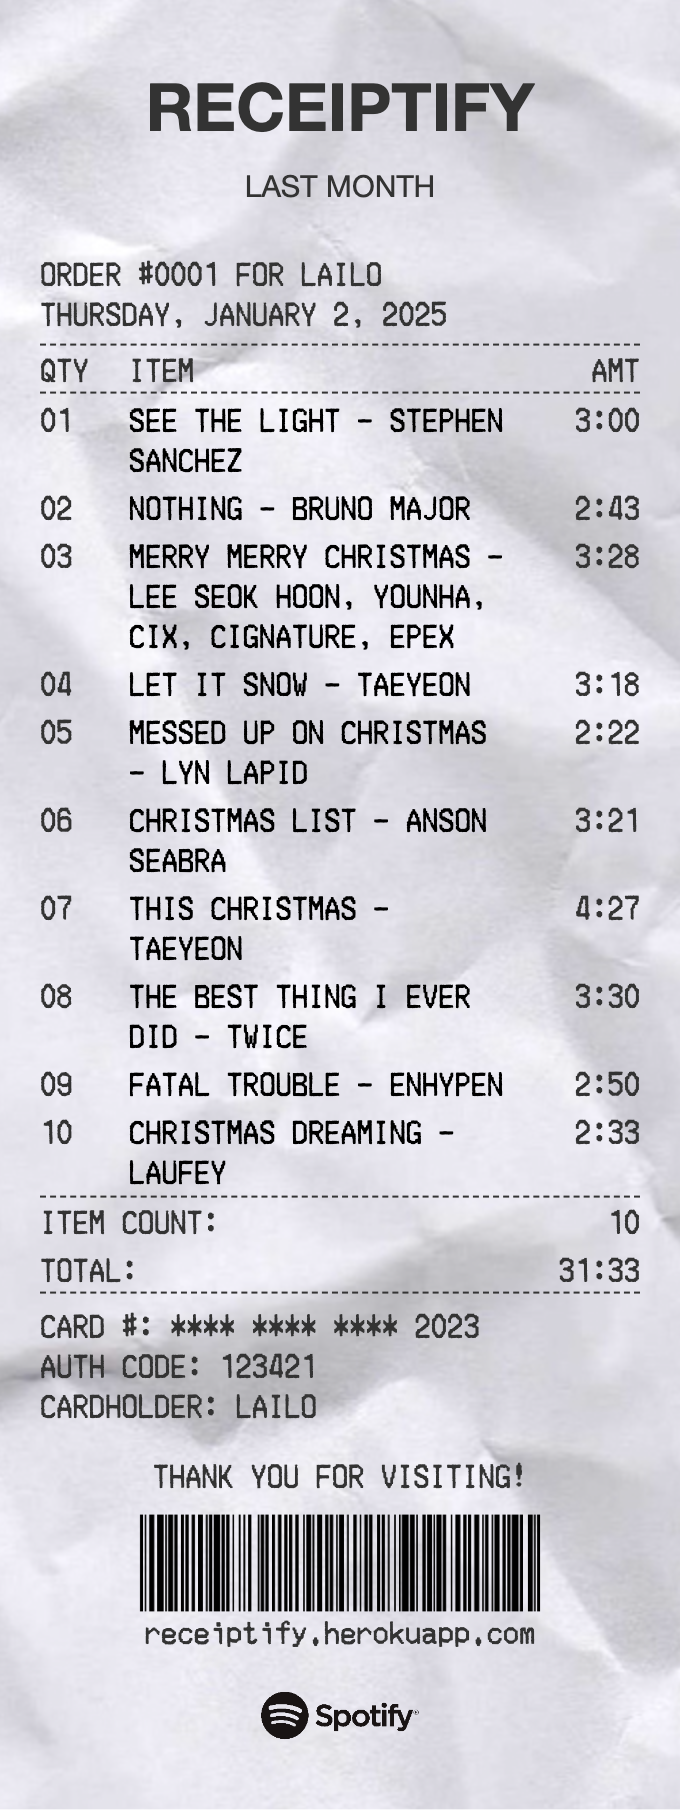 RECEIPTIFY
LAST MONTH
ORDER #0001 FOR LAILO
THURSDAY, JANUARY 2, 2025
QTY ITEM AMT
01 SEE THE LIGHT - STEPHEN 3:00
SANCHEZ
02 NOTHING - BRUNO MAJOR 2:43
03 MERRY MERRY CHRISTMAS - 3:28
LEE SEOK HOON, YOUNHA,
CIX, CIGNATURE, EPEX
04 LET IT SNOW - TAEYEON 3:18
05 MESSED UP ON CHRISTMAS 2:22
- LYN LAPID
06 CHRISTMAS LIST - ANSON 3:21
SEABRA
07 THIS CHRISTMAS - 4:27
TAEYEON
08 THE BEST THING I EVER 3:30
DID - TWICE
09 FATAL TROUBLE - ENHYPEN 2:50
10 CHRISTMAS DREAMING - 2:33
LAUFEY
ITEM COUNT: 10
TOTAL: 31:33
CARD #: **** **** **** 2023
AUTH CODE: 123421
CARDHOLDER: LAILO
THANK YOU FOR VISITING!
receiptify.herokuapp.com
Spotify